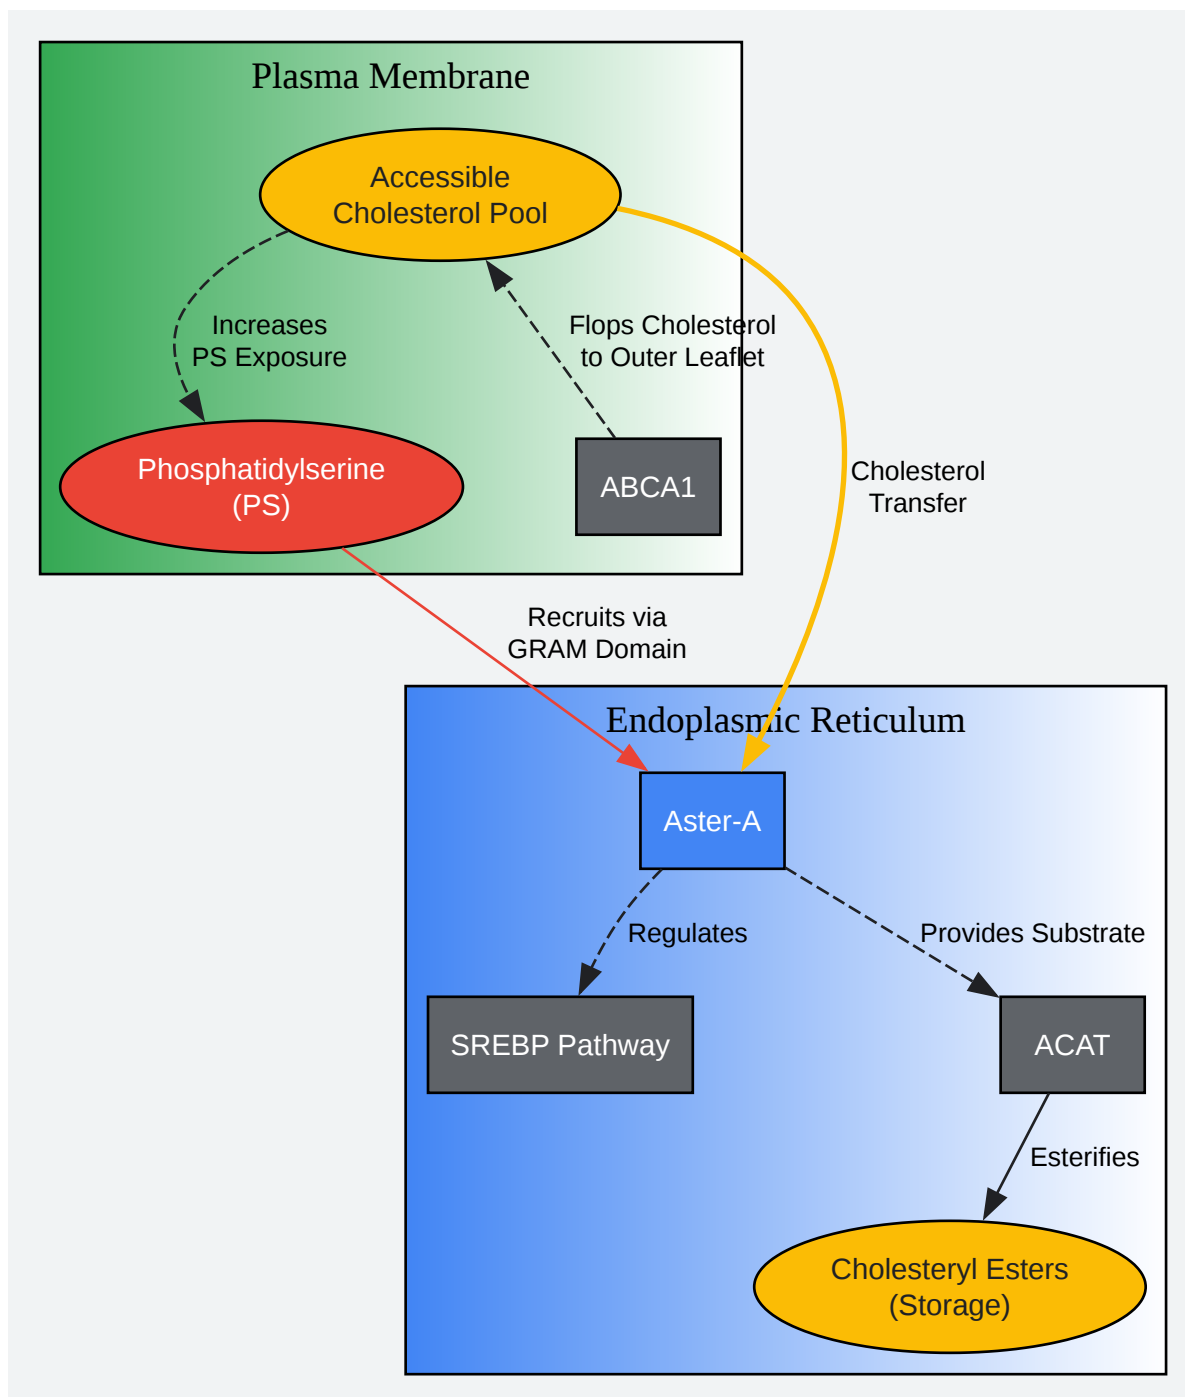 Plasma Membrane
Accessible
Cholesterol Pool
Increases
PS Exposure
Flops Cholesterol
to Outer Leaflet
Phosphatidylserine
(PS)
ABCA1
Cholesterol
Transfer
Recruits via
GRAM Domain
Endoplasmic Reticulum
Aster-A
Regulates
Provides Substrate
SREBP Pathway
ACAT
Esterifies
Cholesteryl Esters
(Storage)